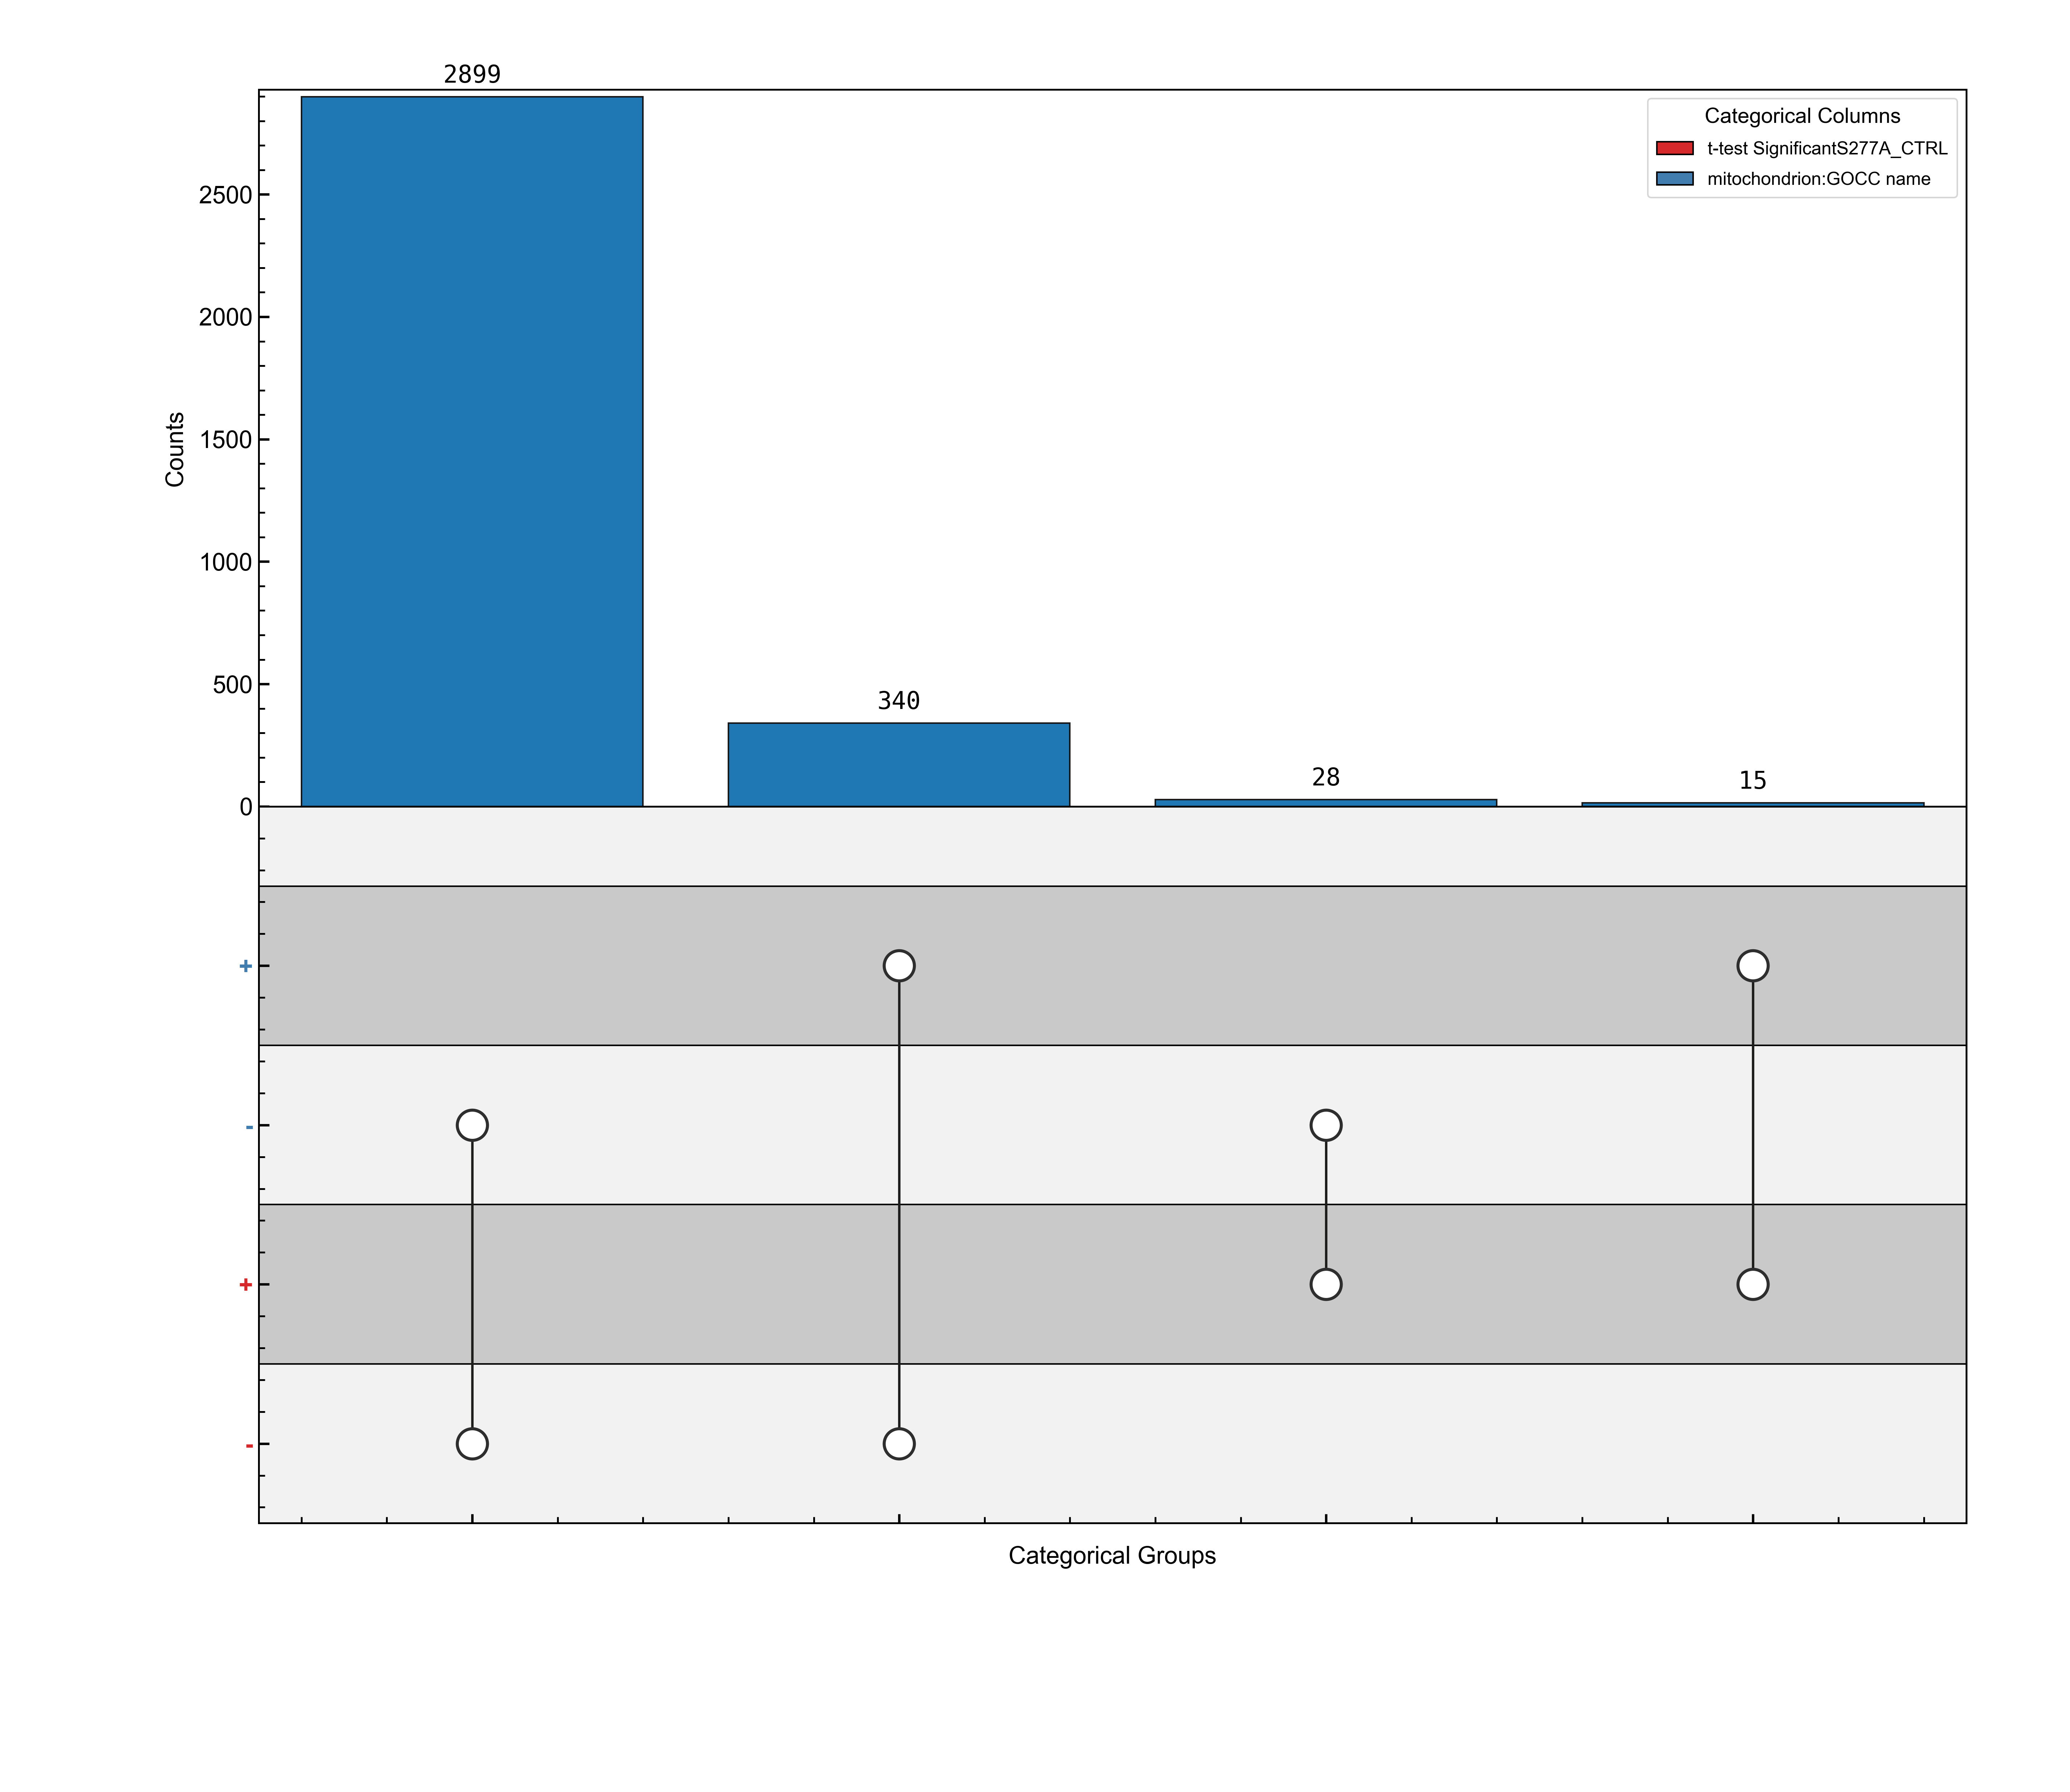 2899
Categorical Columns
t-test SignificantS277A_CTRL
mitochondrion:GOCC name
2500
2000
Counts
1500
1000
500
340
28
15
0
+
-
+
-
Categorical Groups